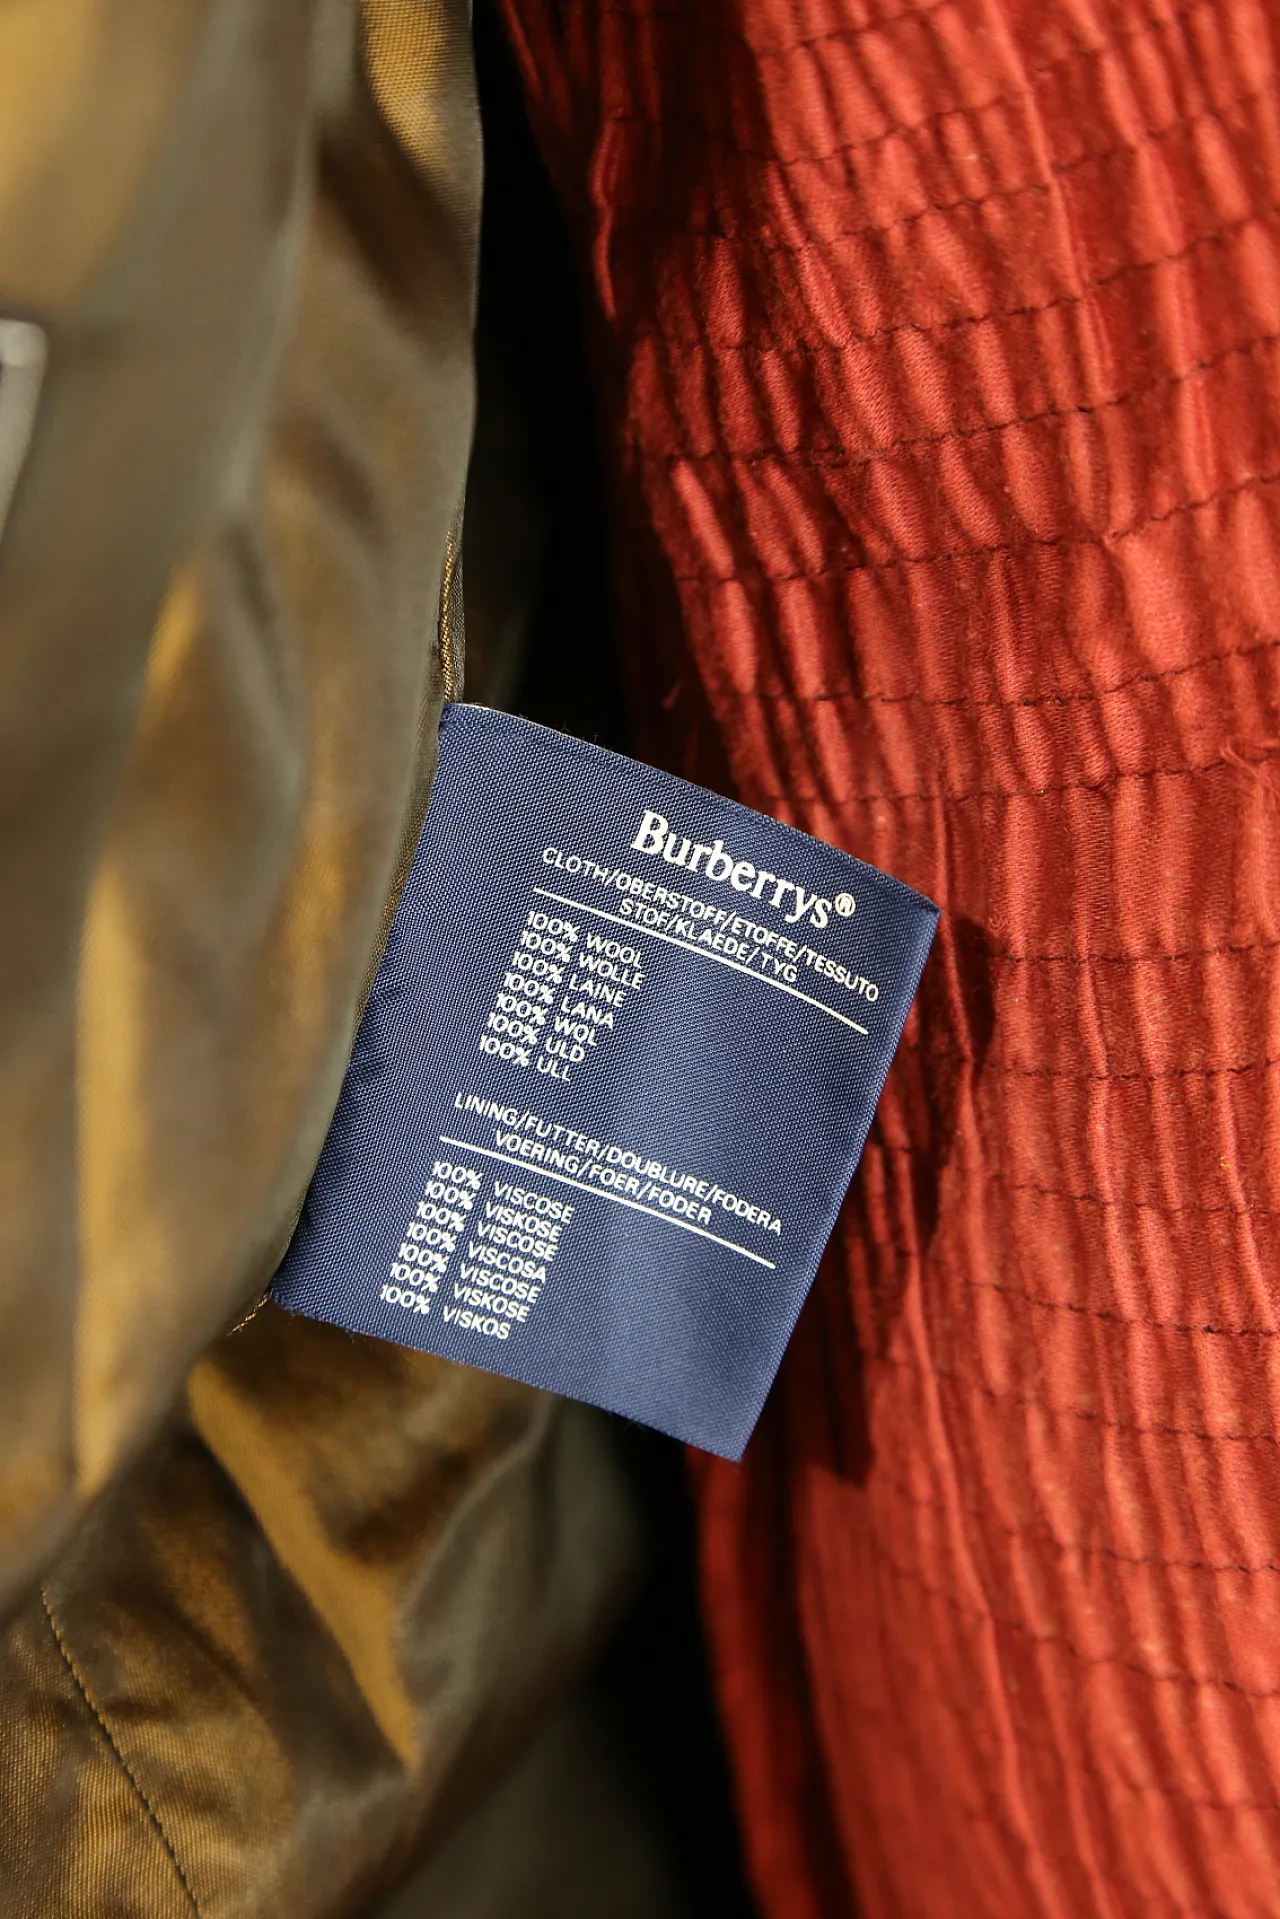 Burberrys®
CLOTH/OBERSTOFF/ETOFFE/TESSUTO
STOF/KLAEDE/TYG
100% WOOL
100% WOLLE
100% LAINE
100% LANA
100% WOL
100% ULD
100% ULL
LINING/FUTTER/DOUBLURE/FODERA
VOERING/FOER/FODER
100% VISCOSE
100% VISKOSE
100% VISCOSE
100% VISCOSA
100% VISCOSE
100% VISKOSE
100% VISKOS